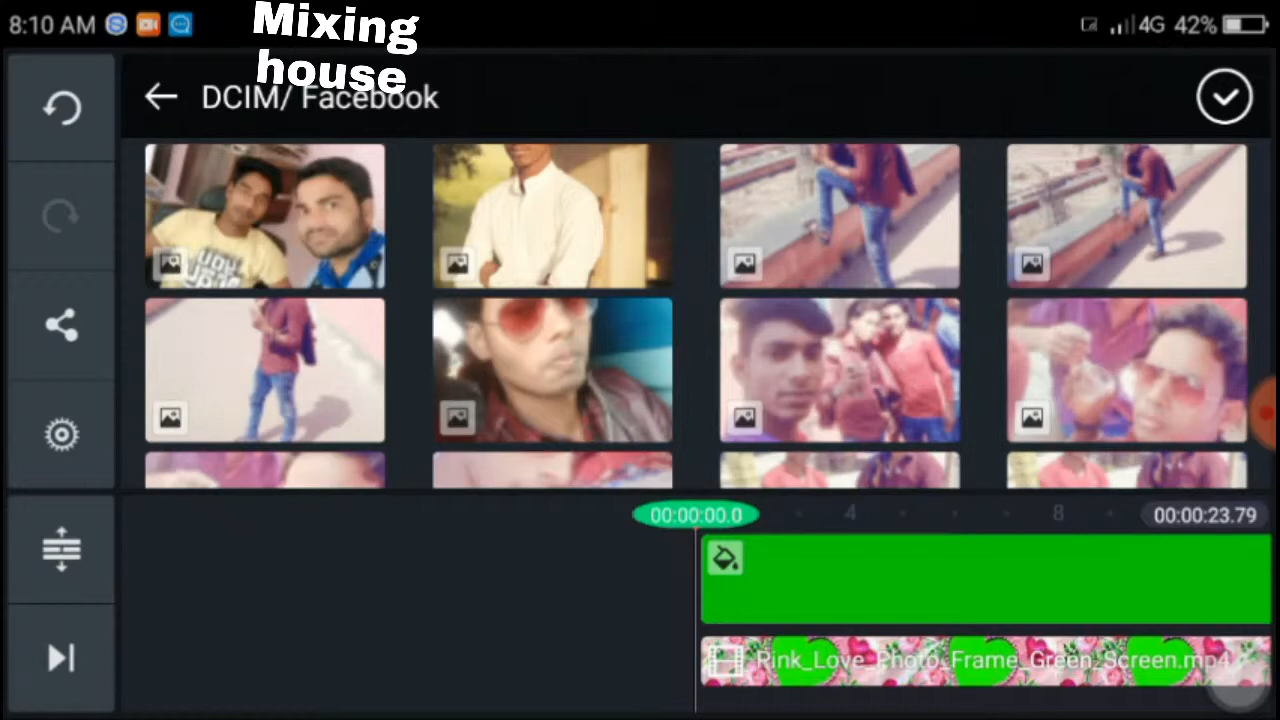 8:10 AM
Mixing
house
4G 42%
DCIM/ Facebook
00:00:00.0
4
8
00:00:23.79
Pink_Love_Photo_Frame_Green_Screen.mp4